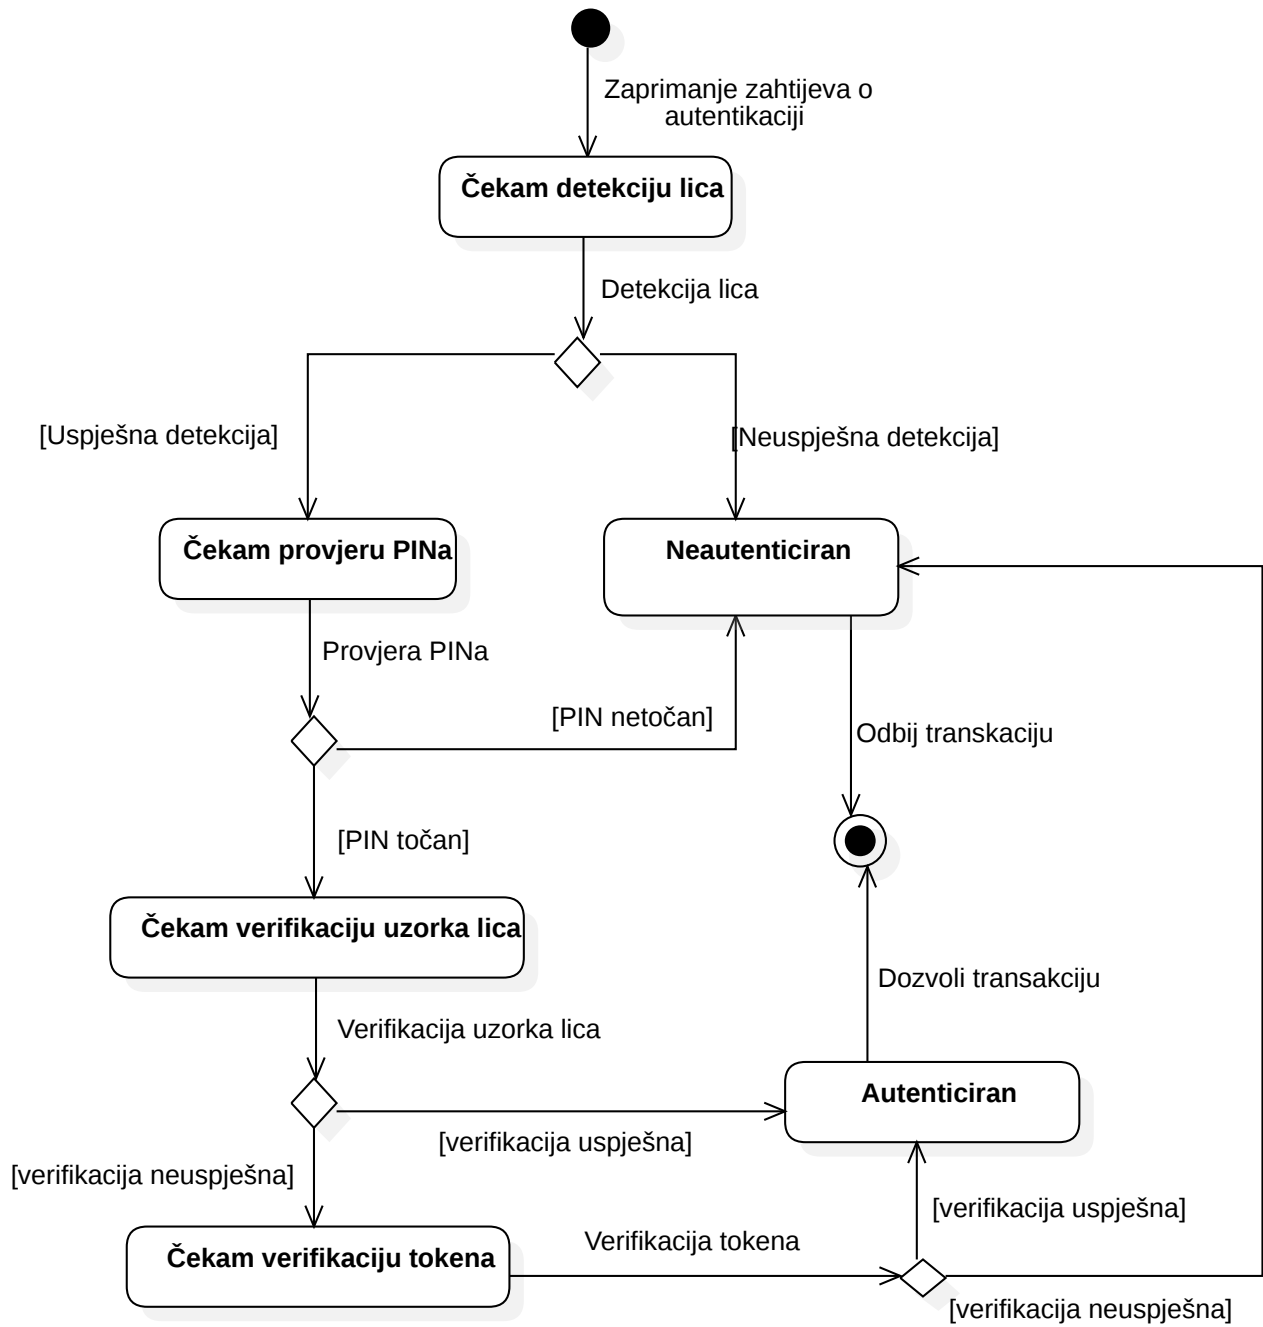 Zaprimanje zahtijeva o
autentikaciji
Čekam detekciju lica
Detekcija lica
[Uspješna detekcija]
[Neuspješna detekcija]
Čekam provjeru PINa
Neautenticiran
Provjera PINa
[PIN netočan]
Odbij transkaciju
[PIN točan]
Čekam verifikaciju uzorka lica
Dozvoli transakciju
Verifikacija uzorka lica
Autenticiran
[verifikacija uspješna]
[verifikacija neuspješna]
[verifikacija uspješna]
Verifikacija tokena
Čekam verifikaciju tokena
[verifikacija neuspješna]